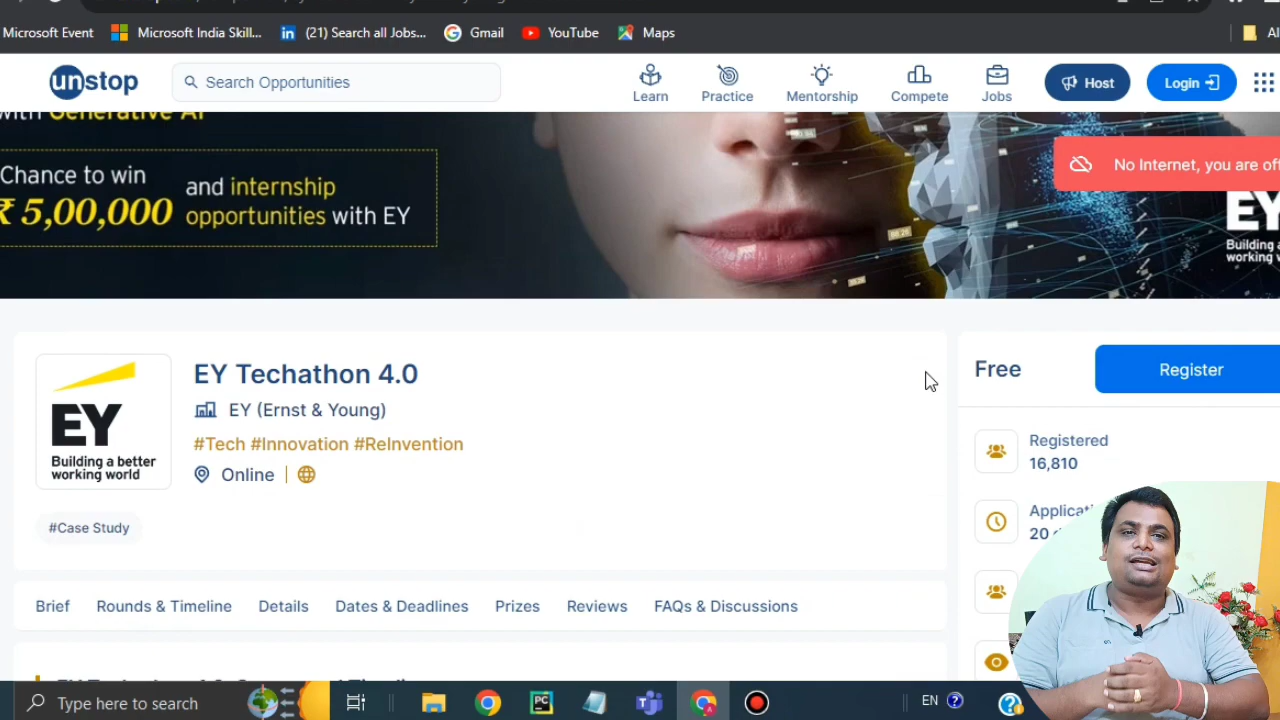 Microsoft Event
Microsoft India Skill...
(21) Search all Jobs...
Gmail
YouTube
Maps
unstop
Search Opportunities
Learn
Practice
Mentorship
Compete
Jobs
Host
Login
with Generative AI
Chance to win
₹ 5,00,000
and internship
opportunities with EY
No Internet, you are
EY
Building a
working
EY
Building a better
working world
EY Techathon 4.0
EY (Ernst & Young)
#Tech #Innovation #ReInvention
Online
#Case Study
Free
Register
Registered
16,810
20
Brief
Rounds & Timeline
Details
Dates & Deadlines
Prizes
Reviews
FAQs & Discussions
Type here to search
EN